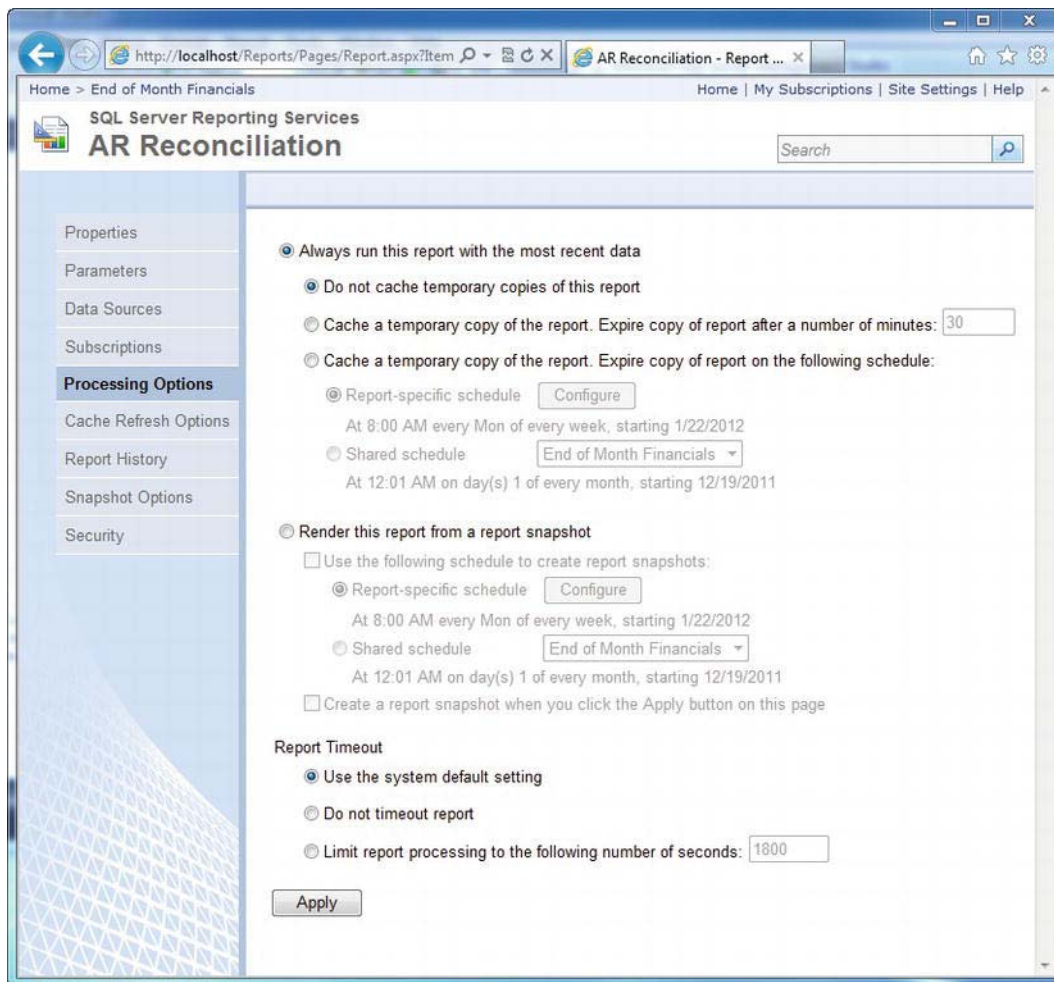 http://localhost/Reports/Pages/Report.aspx?Item
AR Reconciliation - Report ...
Home > End of Month Financials
Home | My Subscriptions | Site Settings | Help
SQL Server Reporting Services
AR Reconciliation
Search
Properties
Parameters
Data Sources
Subscriptions
Processing Options
Cache Refresh Options
Report History
Snapshot Options
Security
Always run this report with the most recent data
Do not cache temporary copies of this report
Cache a temporary copy of the report. Expire copy of report after a number of minutes: 30
Cache a temporary copy of the report. Expire copy of report on the following schedule:
Report-specific schedule Configure
At 8:00 AM every Mon of every week, starting 1/22/2012
Shared schedule End of Month Financials
At 12:01 AM on day(s) 1 of every month, starting 12/19/2011
Render this report from a report snapshot
Use the following schedule to create report snapshots:
Report-specific schedule Configure
At 8:00 AM every Mon of every week, starting 1/22/2012
Shared schedule End of Month Financials
At 12:01 AM on day(s) 1 of every month, starting 12/19/2011
Create a report snapshot when you click the Apply button on this page
Report Timeout
Use the system default setting
Do not timeout report
Limit report processing to the following number of seconds: 1800
Apply